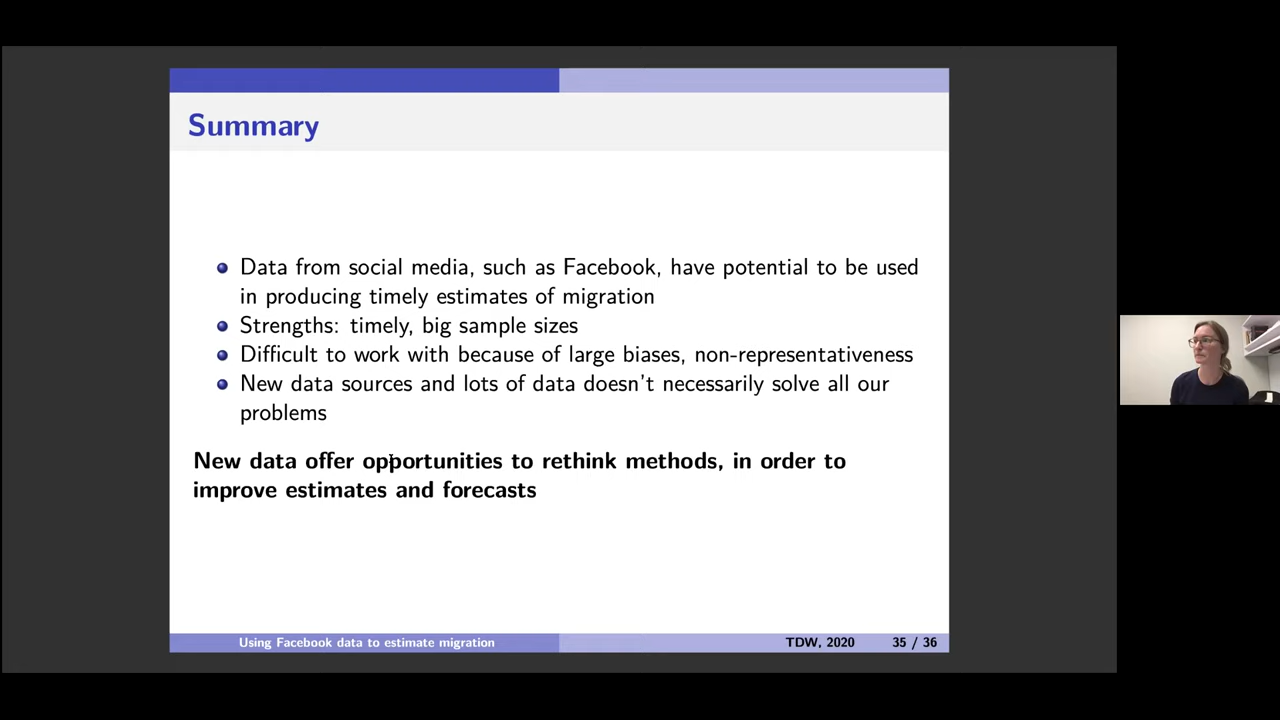 Summary
Data from social media, such as Facebook, have potential to be used
in producing timely estimates of migration
Strengths: timely, big sample sizes
Difficult to work with because of large biases, non-representativeness
New data sources and lots of data doesn't necessarily solve all our
problems
New data offer opportunities to rethink methods, in order to
improve estimates and forecasts
Using Facebook data to estimate migration TDW, 2020 35 / 36